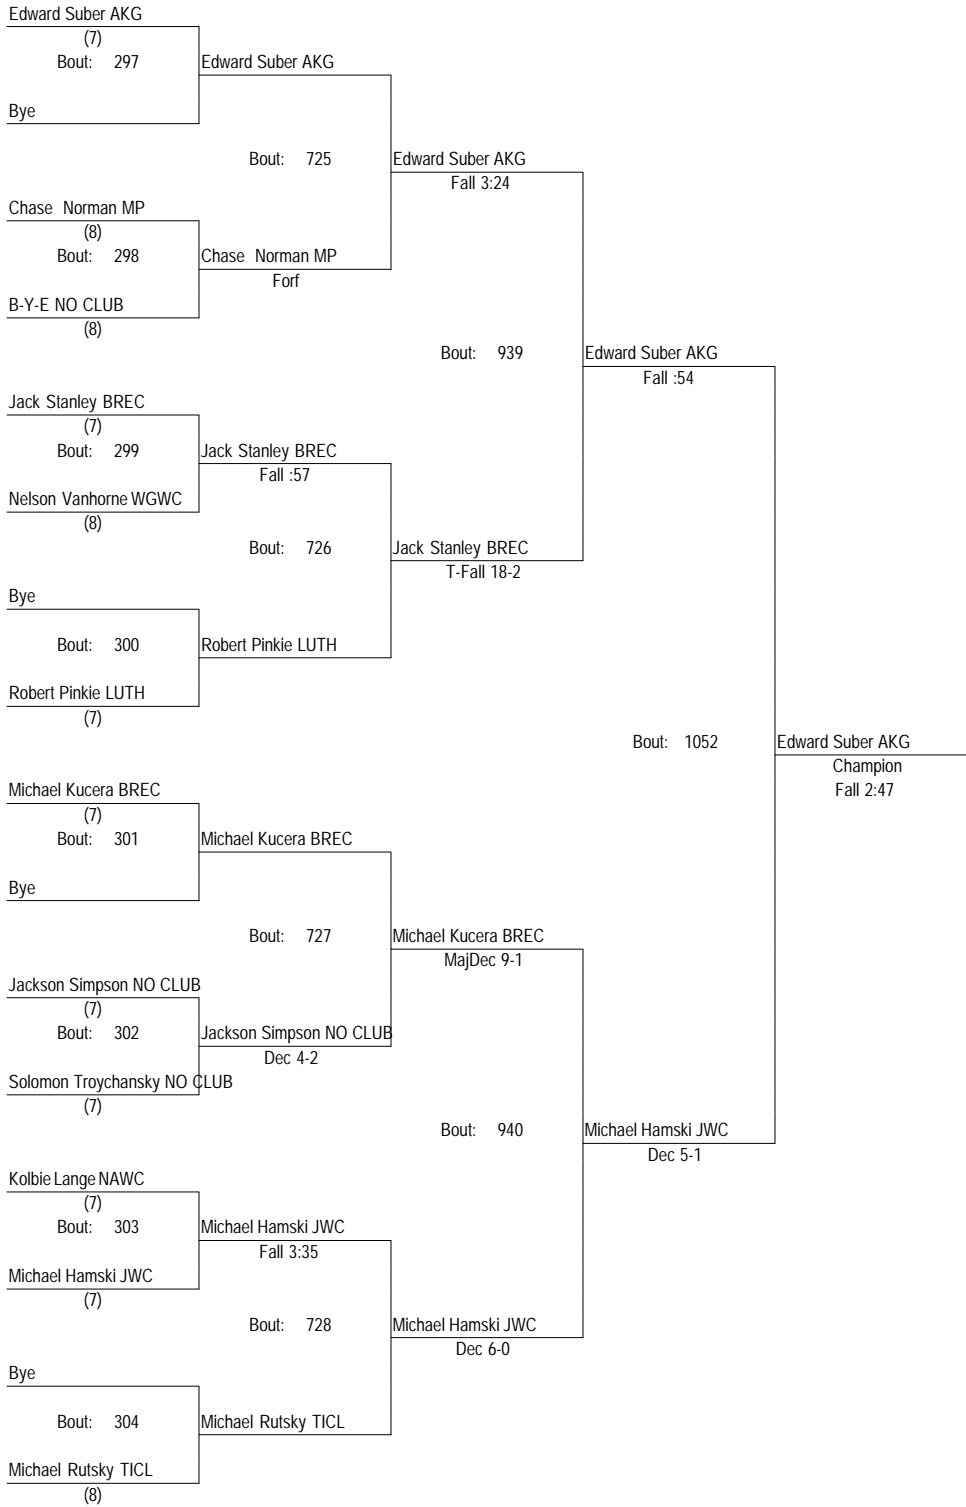 Edward Suber AKG
(7)
Bout: 297
Edward Suber AKG
Bye
Bout: 725
Edward Suber AKG
Fall 3:24
Chase Norman MP
(8)
Bout: 298
Chase Norman MP
Forf
B-Y-E NO CLUB
(8)
Bout: 939
Edward Suber AKG
Fall :54
Jack Stanley BREC
(7)
Bout: 299
Jack Stanley BREC
Fall :57
Nelson Vanhorne WGWC
(8)
Bout: 726
Jack Stanley BREC
T-Fall 18-2
Bye
Bout: 300
Robert Pinkie LUTH
Robert Pinkie LUTH
(7)
Bout: 1052
Edward Suber AKG
Champion
Fall 2:47
Michael Kucera BREC
(7)
Bout: 301
Michael Kucera BREC
Bye
Bout: 727
Michael Kucera BREC
MajDec 9-1
Jackson Simpson NO CLUB
(7)
Bout: 302
Jackson Simpson NO CLUB
Dec 4-2
Solomon Troychansky NO CLUB
(7)
Bout: 940
Michael Hamski JWC
Dec 5-1
Kolbie Lange NAWC
(7)
Bout: 303
Michael Hamski JWC
Fall 3:35
Michael Hamski JWC
(7)
Bout: 728
Michael Hamski JWC
Dec 6-0
Bye
Bout: 304
Michael Rutsky TICL
Michael Rutsky TICL
(8)